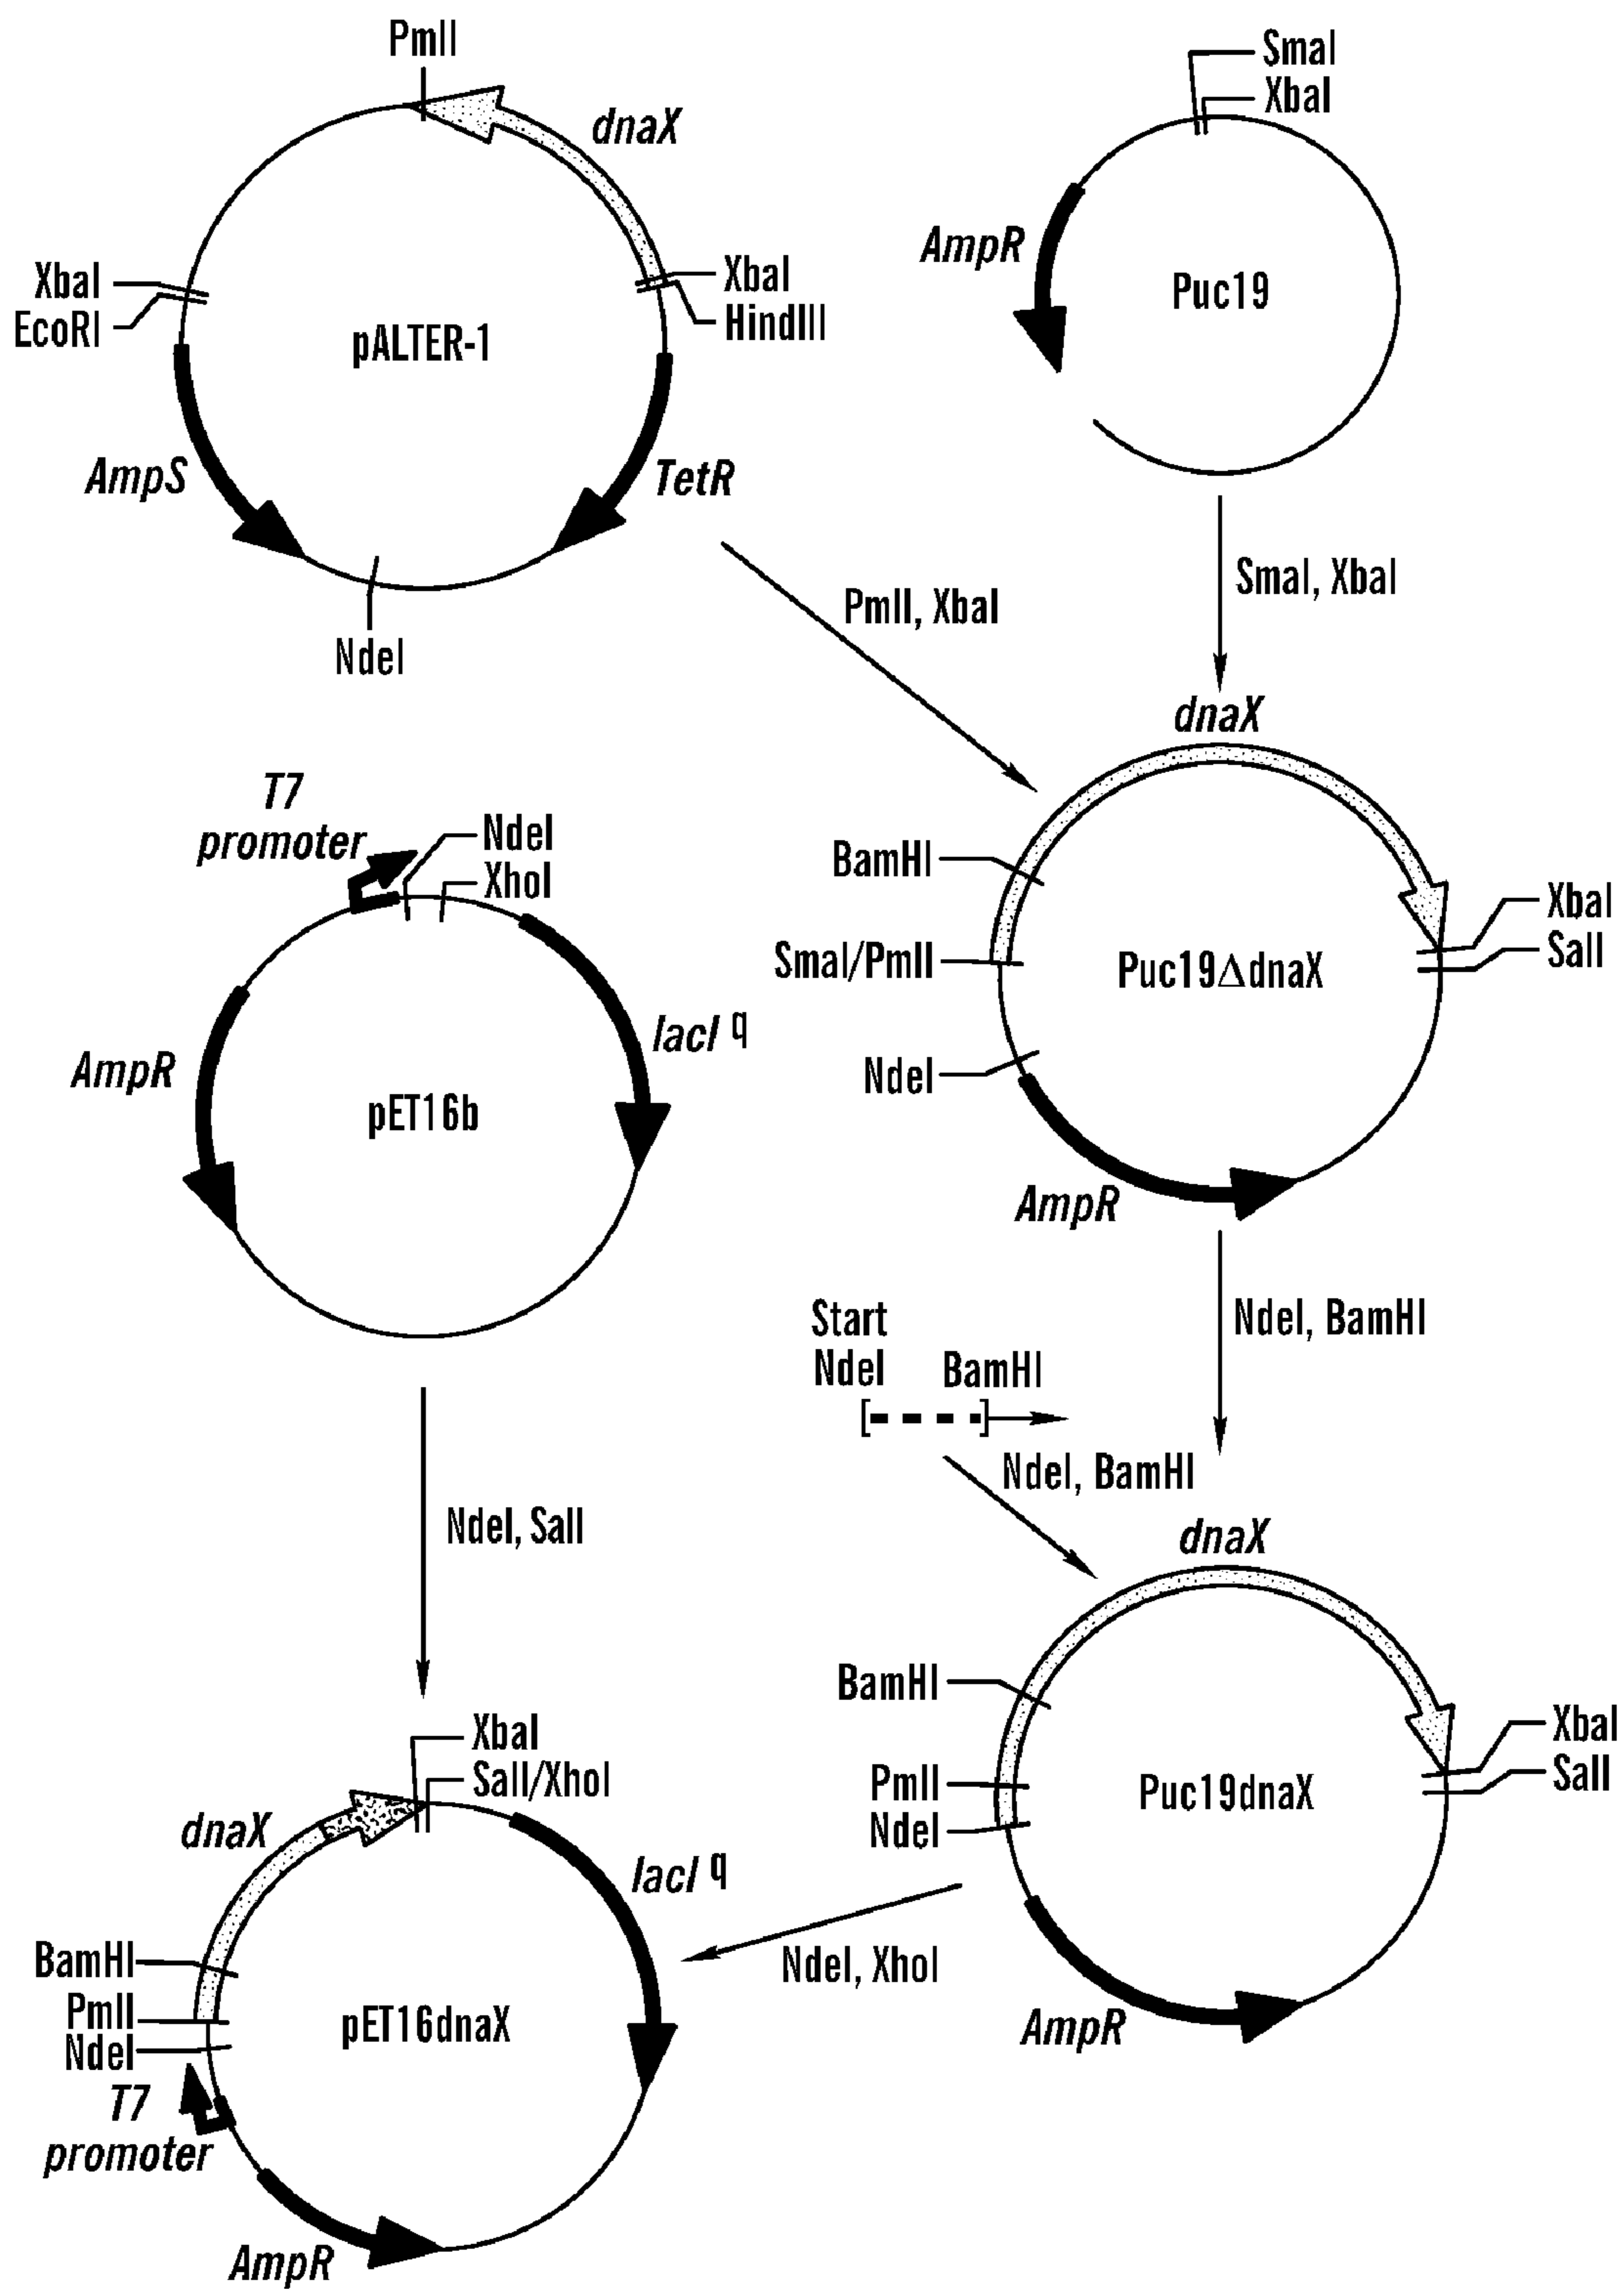 PmlI
dnaX
XbaI
EcoRI
XbaI
HindIII
pALTER-1
AmpS
TetR
NdeI
SmaI
XbaI
AmpR
Puc19
PmlI, XbaI
SmaI, XbaI
T7
promoter
NdeI
XhoI
AmpR
lacI q
pET16b
dnaX
BamHI
SmaI/PmlI
XbaI
SalI
Puc19ΔdnaX
NdeI
AmpR
NdeI, BamHI
Start
NdeI
BamHI
NdeI, BamHI
NdeI, SalI
dnaX
BamHI
PmlI
NdeI
XbaI
SalI
Puc19dnaX
AmpR
NdeI, XhoI
XbaI
SalI/XhoI
dnaX
lacI q
BamHI
PmlI
NdeI
pET16dnaX
T7
promoter
AmpR